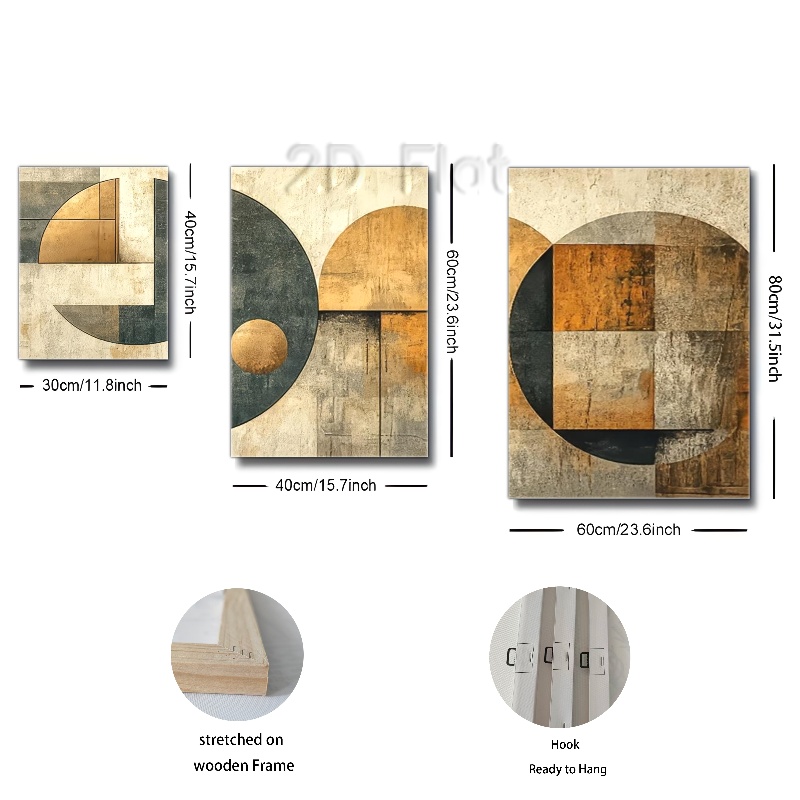 2D Flat
40cm/15.7inch
30cm/11.8inch
60cm/23.6inch
40cm/15.7inch
80cm/31.5inch
60cm/23.6inch
stretched on
wooden Frame
Hook
Ready to Hang